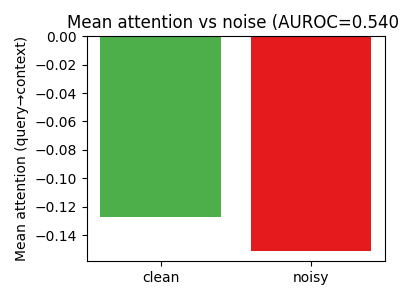 Mean attention vs noise (AUROC=0.540
Mean attention (query→context)
0.00
−0.02
−0.04
−0.06
−0.08
−0.10
−0.12
−0.14
clean noisy